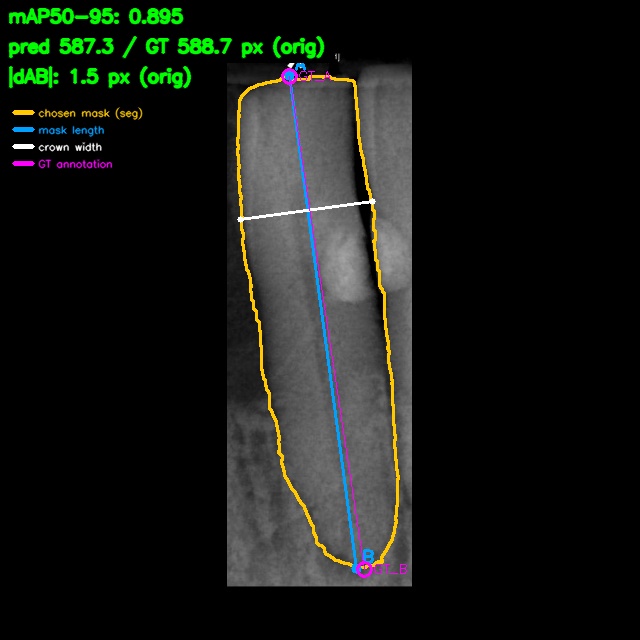 mAP50-95: 0.895
pred 587.3 / GT 588.7 px (orig)
|dAB|: 1.5 px (orig)
chosen mask (seg)
mask length
crown width
GT annotation
B